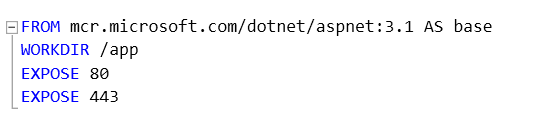 FROM mcr.microsoft.com/dotnet/aspnet:3.1 AS base
WORKDIR /app
EXPOSE 80
EXPOSE 443